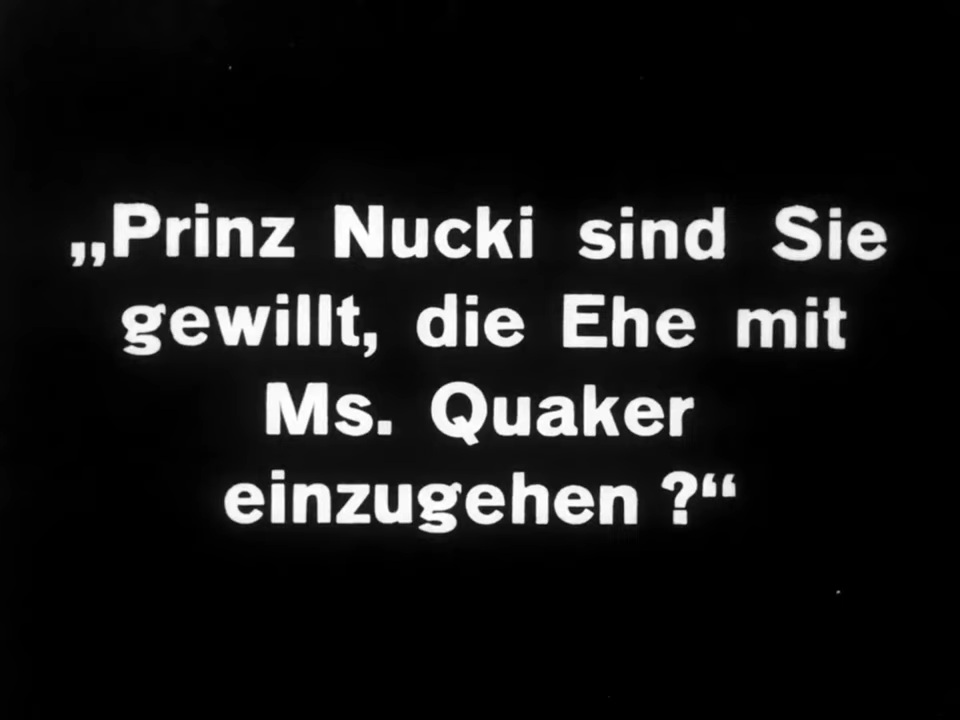 „Prinz Nucki sind Sie
gewillt, die Ehe mit
Ms. Quaker
einzugehen ?“